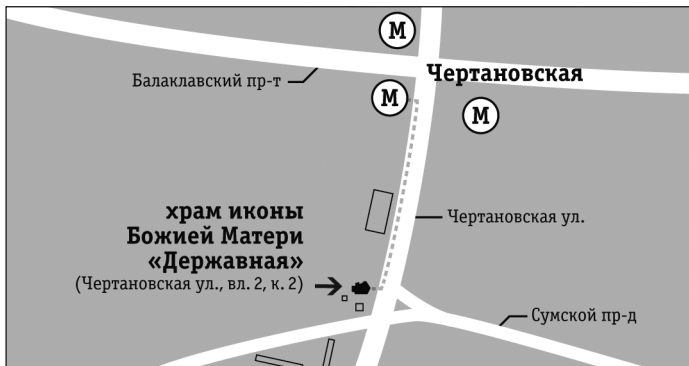 М
Балаклавский пр-т
Чертановская
М
М
храм иконы
Божией Матери
«Державная»
(Чертановская ул., вл. 2, к. 2)
Чертановская ул.
Сумской пр-д